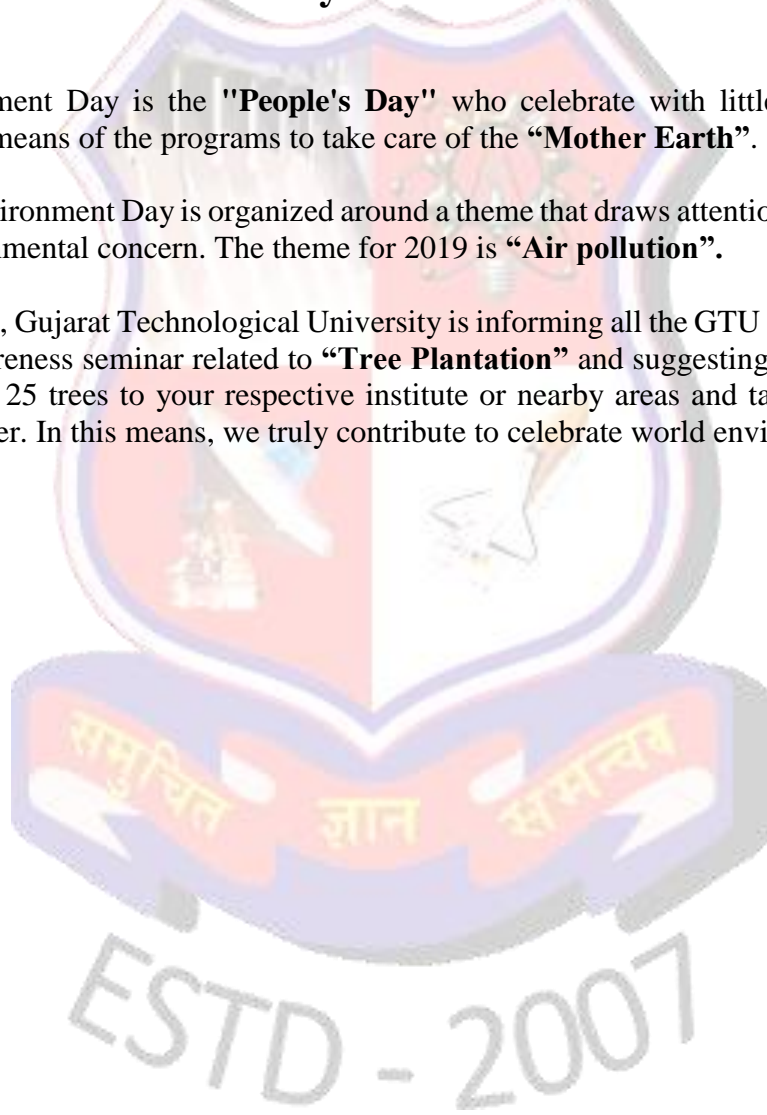 ment Day is the "People's Day" who celebrate with little
means of the programs to take care of the “Mother Earth”.
ironment Day is organized around a theme that draws attentio
nmental concern. The theme for 2019 is “Air pollution”.
, Gujarat Technological University is informing all the GTU
reness seminar related to “Tree Plantation” and suggesting
25 trees to your respective institute or nearby areas and ta
er. In this means, we truly contribute to celebrate world envi
समुचित ज्ञान समन्वय
ESTD - 2007